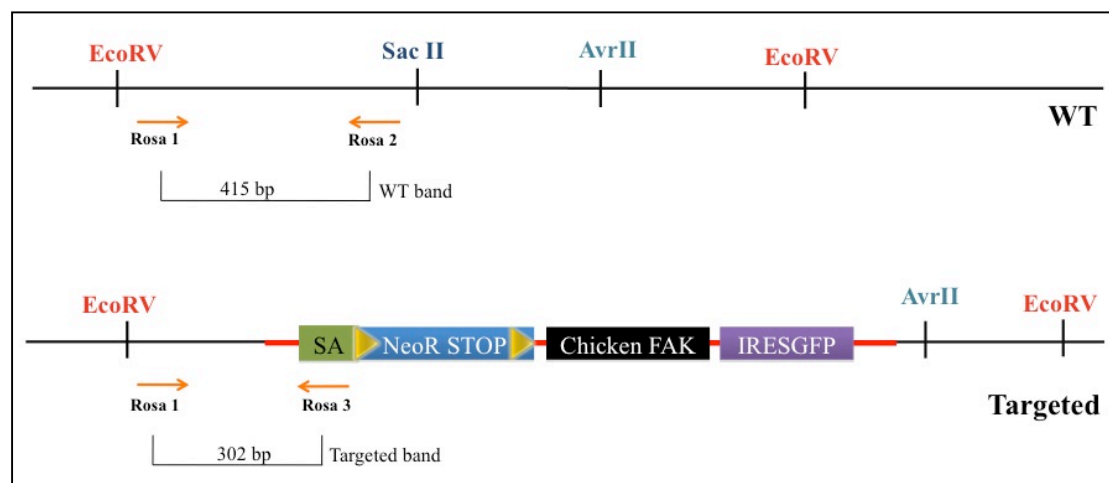 EcoRV Sac II AvrII EcoRV
WT
Rosa 1 Rosa 2
415 bp WT band
EcoRV AvrII EcoRV
SA NeoR STOP Chicken FAK IRESGFP
Rosa 1 Rosa 3 Targeted
302 bp Targeted band